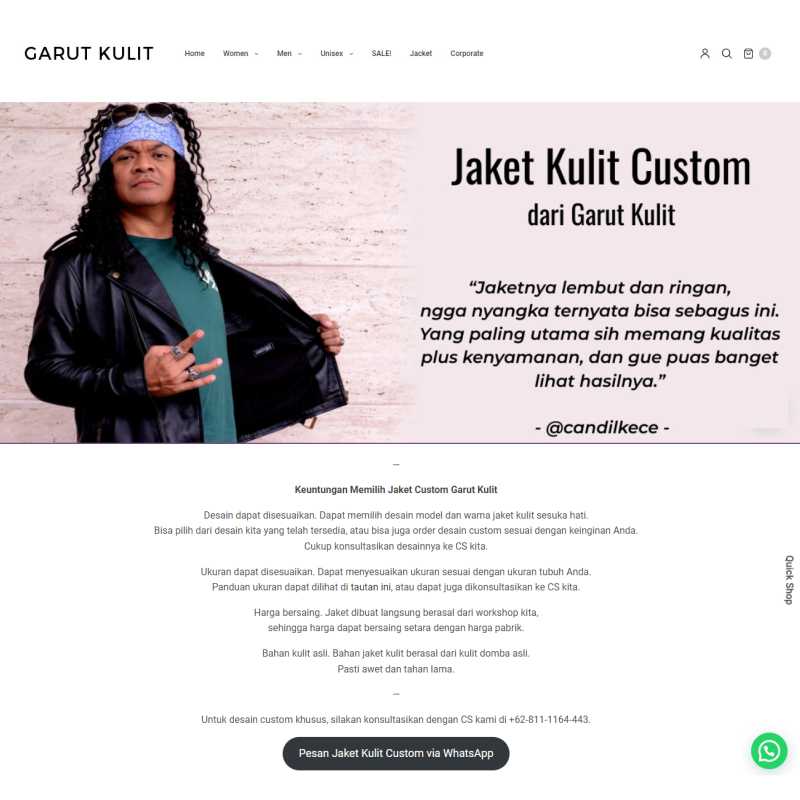 GARUT KULIT
Home Women Men Unisex SALE! Jacket Corporate
0
Jaket Kulit Custom
dari Garut Kulit
“Jaketnya lembut dan ringan,
ngga nyangka ternyata bisa sebagus ini.
Yang paling utama sih memang kualitas
plus kenyamanan, dan gue puas banget
lihat hasilnya.”
- @candilkece -
—
Keuntungan Memilih Jaket Custom Garut Kulit
Desain dapat disesuaikan. Dapat memilih desain model dan warna jaket kulit sesuka hati.
Bisa pilih dari desain kita yang telah tersedia, atau bisa juga order desain custom sesuai dengan keinginan Anda.
Cukup konsultasikan desainnya ke CS kita.
Ukuran dapat disesuaikan. Dapat menyesuaikan ukuran sesuai dengan ukuran tubuh Anda.
Panduan ukuran dapat dilihat di tautan ini, atau dapat juga dikonsultasikan ke CS kita.
Harga bersaing. Jaket dibuat langsung berasal dari workshop kita,
sehingga harga dapat bersaing setara dengan harga pabrik.
Bahan kulit asli. Bahan jaket kulit berasal dari kulit domba asli.
Pasti awet dan tahan lama.
—
Untuk desain custom khusus, silakan konsultasikan dengan CS kami di +62-811-1164-443.
Pesan Jaket Kulit Custom via WhatsApp
Quick Shop